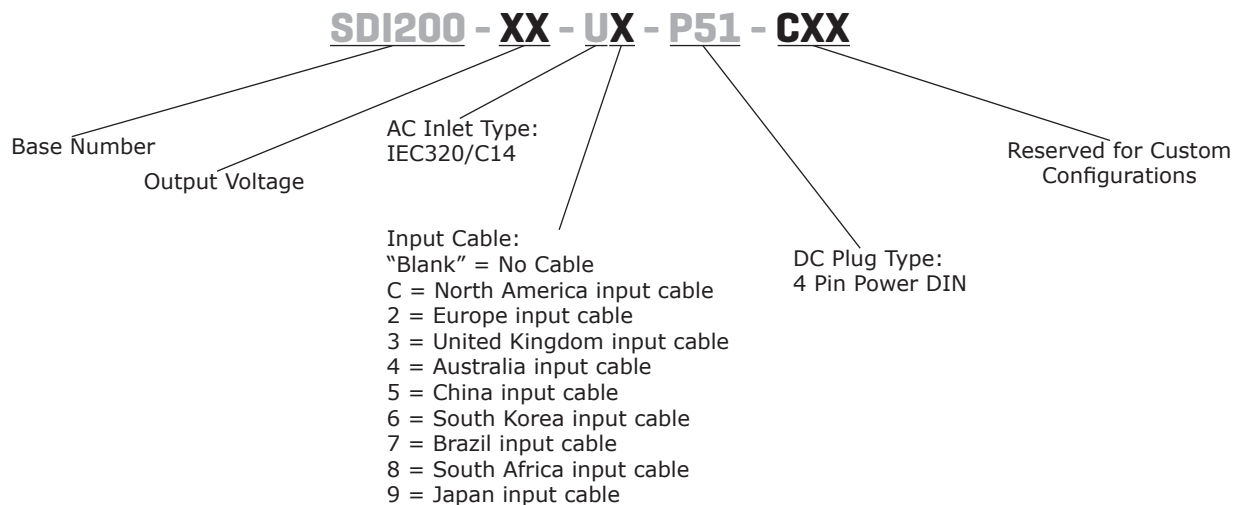 SDI200 - XX - UX - P51 - CXX
Base Number
Output Voltage
AC Inlet Type:
IEC320/C14
Input Cable:
“Blank” = No Cable
C = North America input cable
2 = Europe input cable
3 = United Kingdom input cable
4 = Australia input cable
5 = China input cable
6 = South Korea input cable
7 = Brazil input cable
8 = South Africa input cable
9 = Japan input cable
DC Plug Type:
4 Pin Power DIN
Reserved for Custom
Configurations